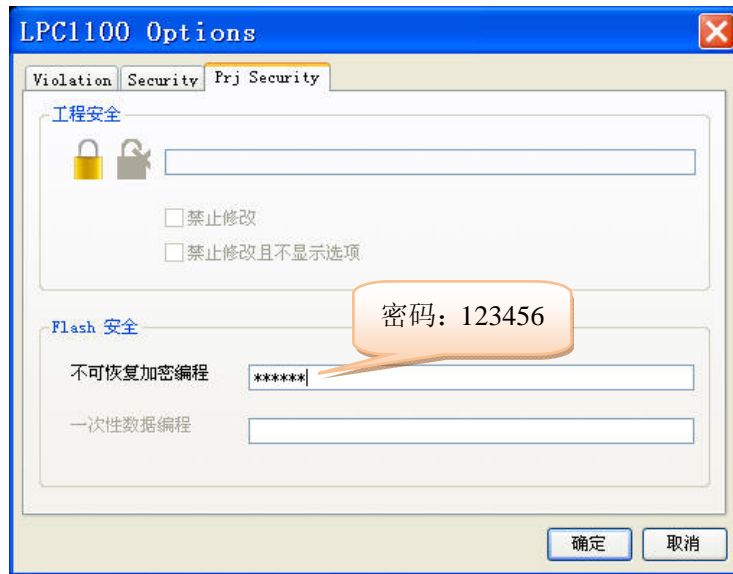 LPC1100 Options
Violation Security Prj Security
工程安全
禁止修改
禁止修改且不显示选项
密码：123456
Flash 安全
不可恢复加密编程 ******
一次性数据编程
确定 取消